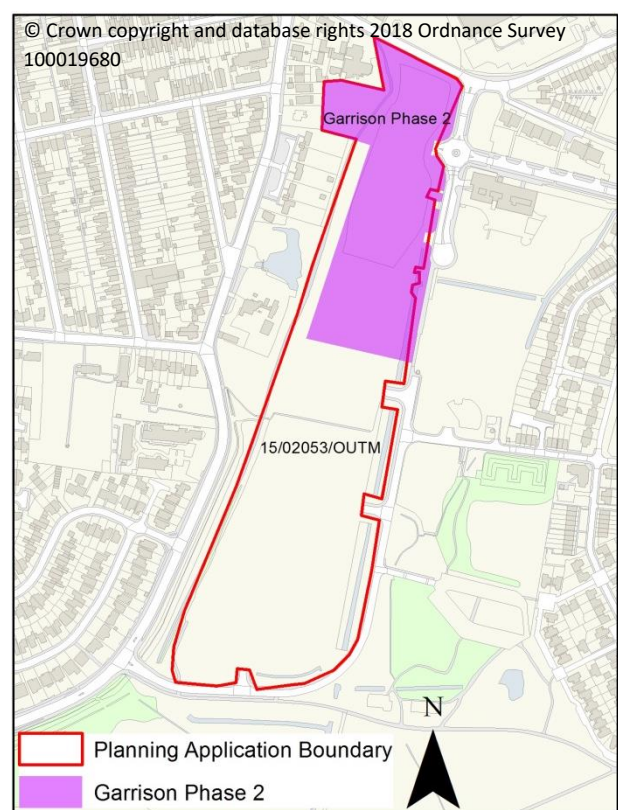 © Crown copyright and database rights 2018 Ordnance Survey
100019680
Garrison Phase 2
15/02053/OUTM
N
Planning Application Boundary
Garrison Phase 2